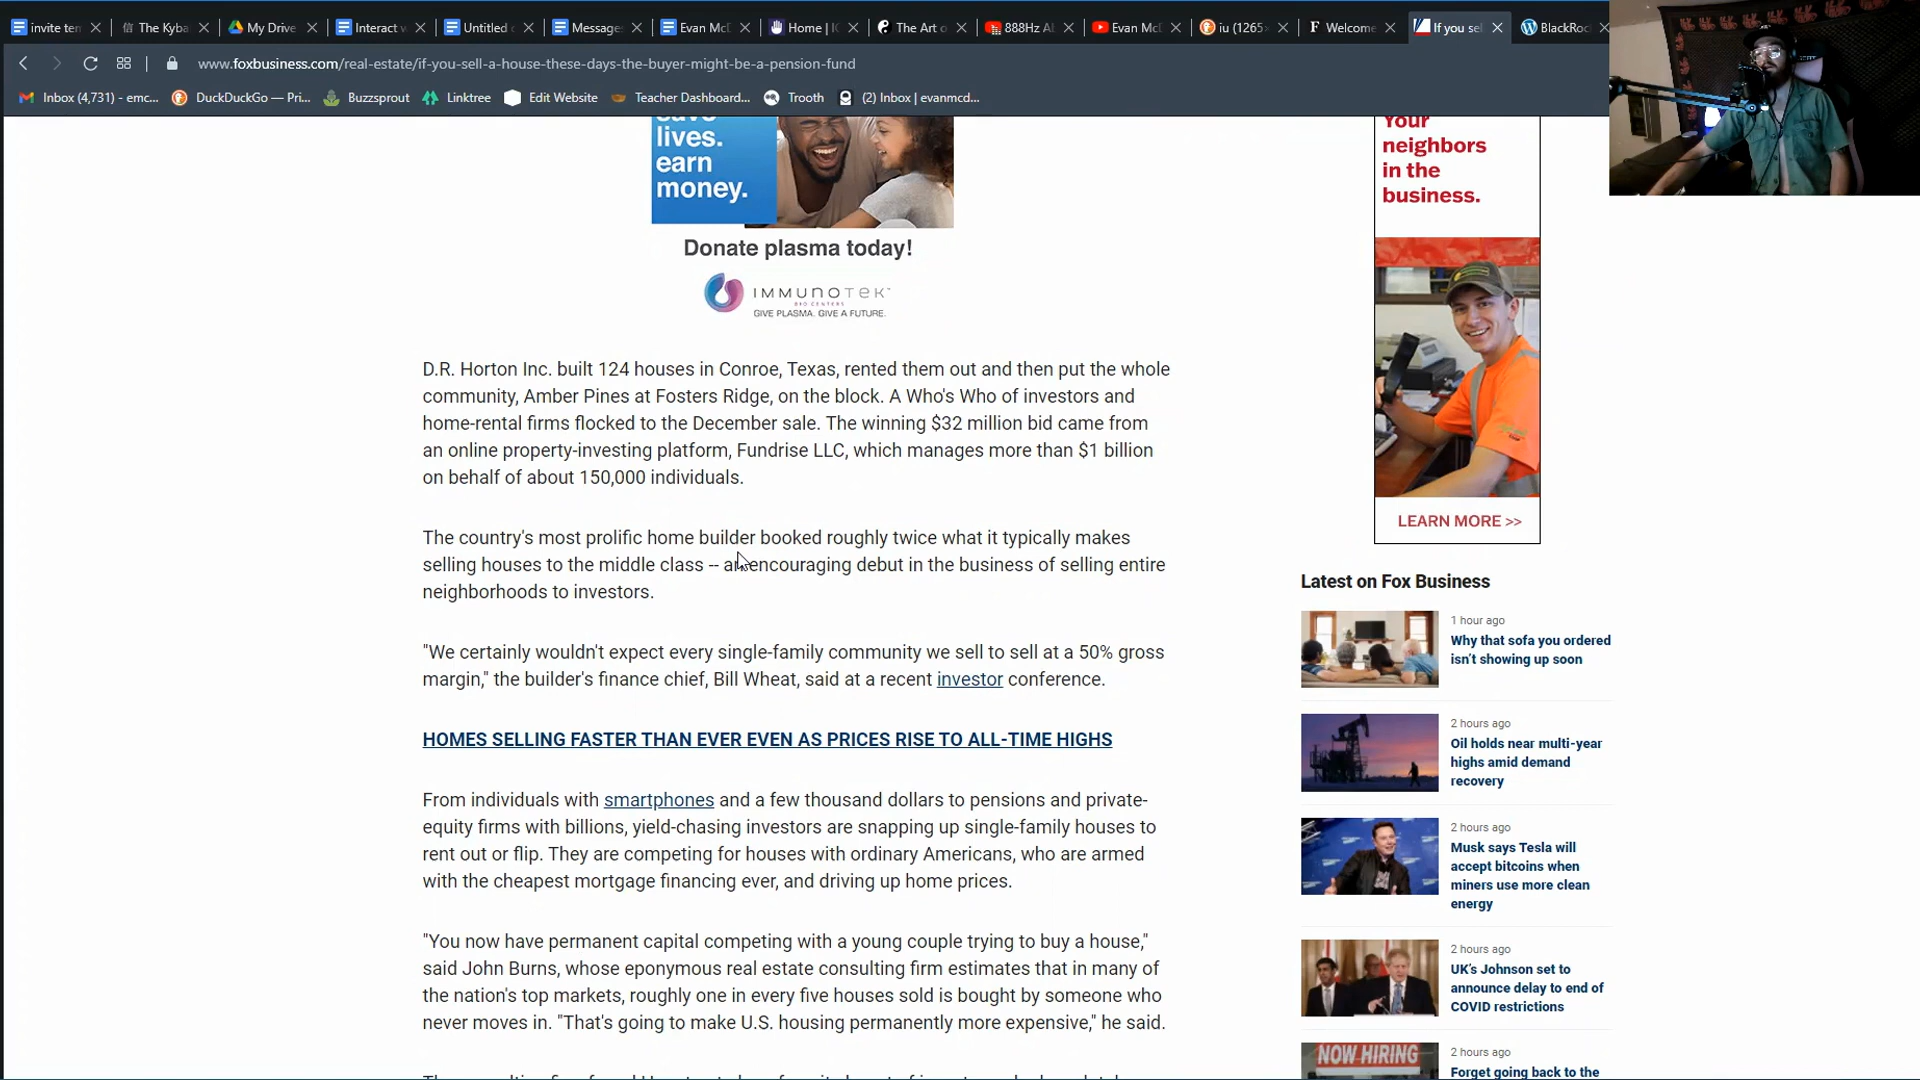 invite ten
The Kyba
My Drive
Interact w
Untitled
Message
Evan McD
Home | I
The Art o
888Hz A
Evan McD
iu (1265×
Welcome
If you sel
BlackRoc
www.foxbusiness.com/real-estate/if-you-sell-a-house-these-days-the-buyer-might-be-a-pension-fund
Inbox (4,731) - emc...
DuckDuckGo — Pri...
Buzzsprout
Linktree
Edit Website
Teacher Dashboard...
Trooth
(2) Inbox | evanmcd...
save
lives.
earn
money.
Donate plasma today!
IMMUNOTEK
BIO CENTERS
GIVE PLASMA. GIVE A FUTURE.
Your
neighbors
in the
business.
LEARN MORE >>
D.R. Horton Inc. built 124 houses in Conroe, Texas, rented them out and then put the whole
community, Amber Pines at Fosters Ridge, on the block. A Who's Who of investors and
home-rental firms flocked to the December sale. The winning $32 million bid came from
an online property-investing platform, Fundrise LLC, which manages more than $1 billion
on behalf of about 150,000 individuals.
The country's most prolific home builder booked roughly twice what it typically makes
selling houses to the middle class -- an encouraging debut in the business of selling entire
neighborhoods to investors.
"We certainly wouldn't expect every single-family community we sell to sell at a 50% gross
margin," the builder's finance chief, Bill Wheat, said at a recent investor conference.
HOMES SELLING FASTER THAN EVER EVEN AS PRICES RISE TO ALL-TIME HIGHS
From individuals with smartphones and a few thousand dollars to pensions and private-
equity firms with billions, yield-chasing investors are snapping up single-family houses to
rent out or flip. They are competing for houses with ordinary Americans, who are armed
with the cheapest mortgage financing ever, and driving up home prices.
"You now have permanent capital competing with a young couple trying to buy a house,"
said John Burns, whose eponymous real estate consulting firm estimates that in many of
the nation's top markets, roughly one in every five houses sold is bought by someone who
never moves in. "That's going to make U.S. housing permanently more expensive," he said.
Latest on Fox Business
1 hour ago
Why that sofa you ordered
isn't showing up soon
2 hours ago
Oil holds near multi-year
highs amid demand
recovery
2 hours ago
Musk says Tesla will
accept bitcoins when
miners use more clean
energy
2 hours ago
UK's Johnson set to
announce delay to end of
COVID restrictions
NOW HIRING
2 hours ago
Forget going back to the